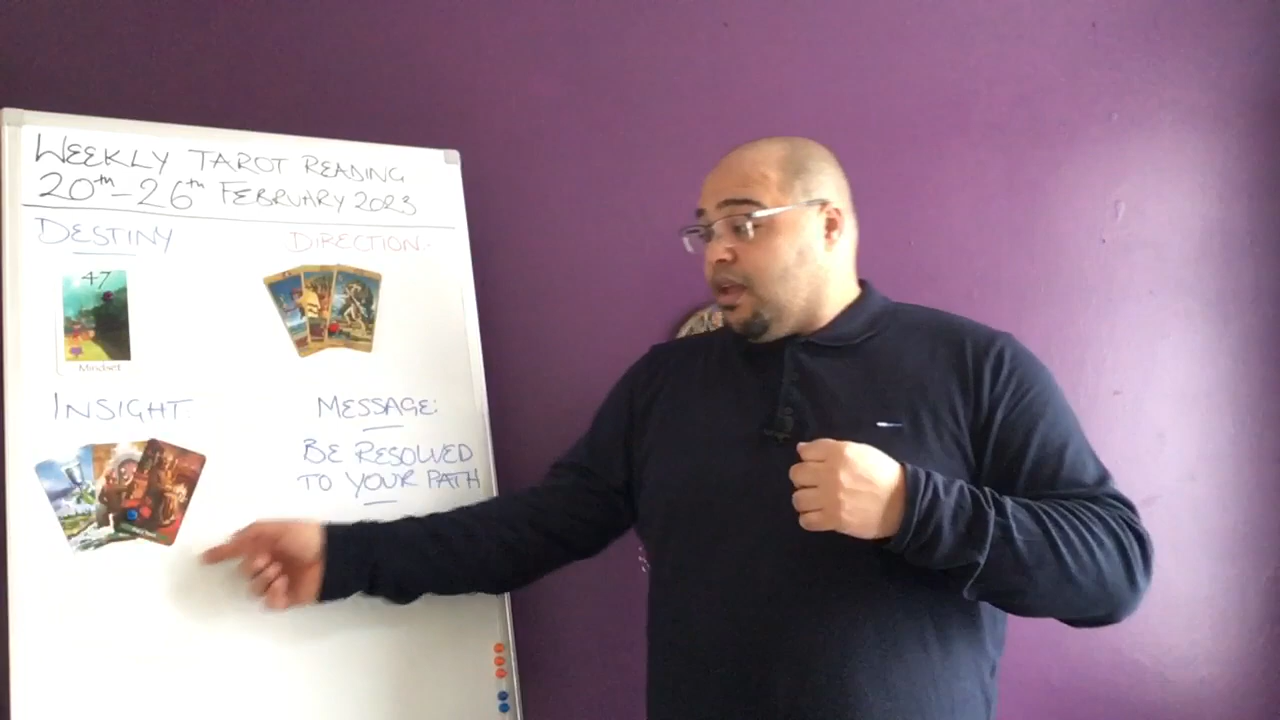 WEEKLY TAROT READING
20th-26th FEBRUARY 2023
DESTINY
DIRECTION:
47
Mindset
INSIGHT:
MESSAGE:
BE RESOLVED
TO YOUR PATH